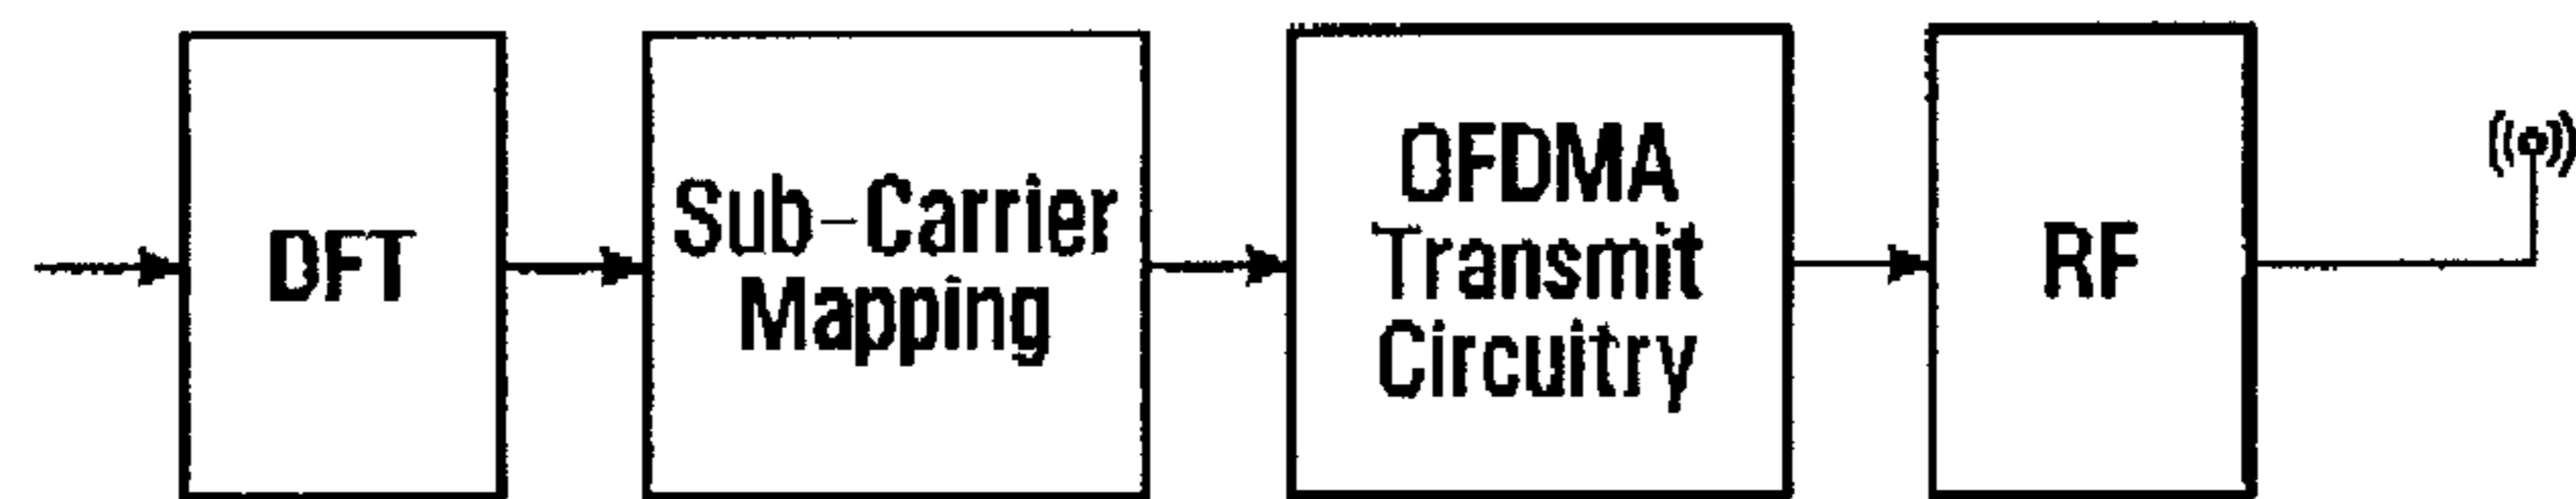 DFT
Sub-Carrier
Mapping
OFDMA
Transmit
Circuitry
RF